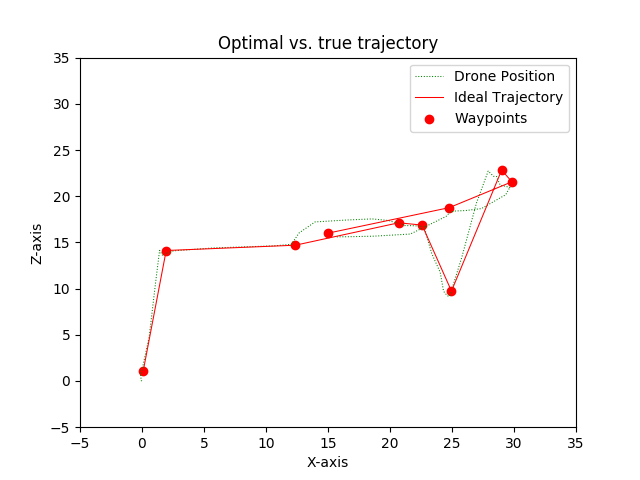 Optimal vs. true trajectory
Drone Position
Ideal Trajectory
Waypoints
35
30
25
20
15
10
5
0
−5
Z-axis
−5 0 5 10 15 20 25 30 35
X-axis